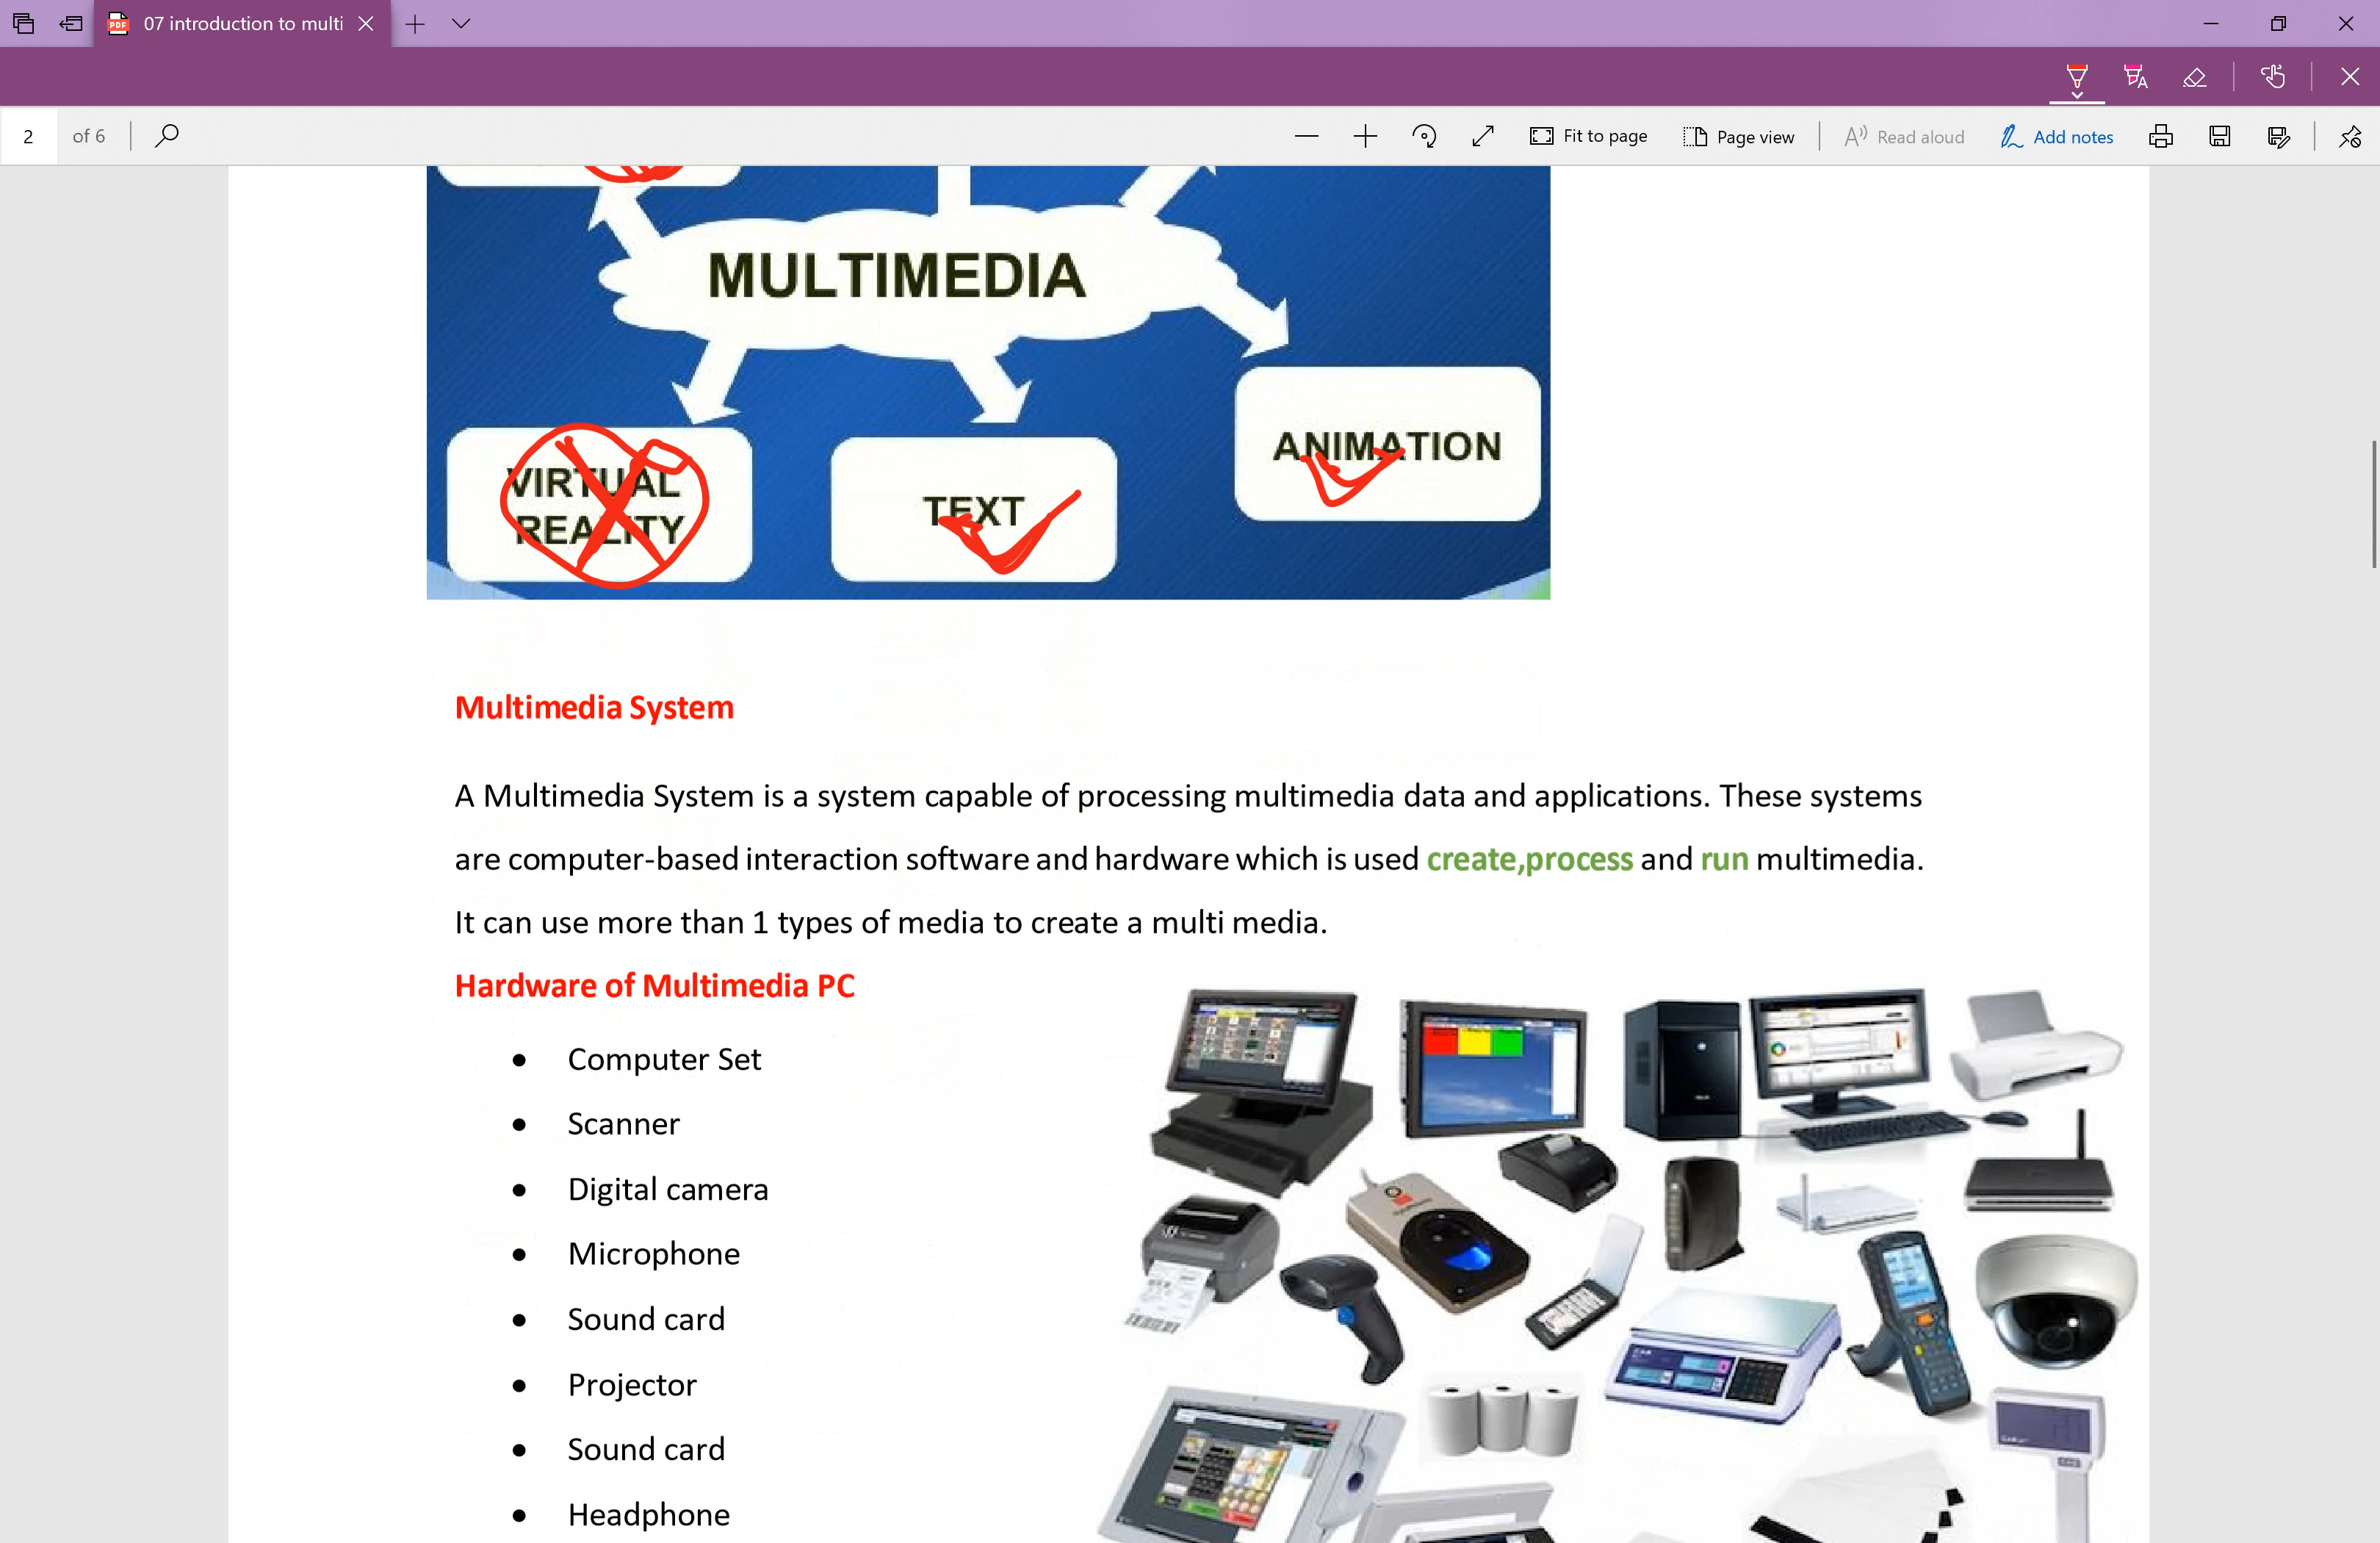 07 introduction to multi
2 of 6
Fit to page
Page view
Read aloud
Add notes
MULTIMEDIA
ANIMATION
VIRTUAL
REALITY
TEXT
Multimedia System
A Multimedia System is a system capable of processing multimedia data and applications. These systems
are computer-based interaction software and hardware which is used create,process and run multimedia.
It can use more than 1 types of media to create a multi media.
Hardware of Multimedia PC
• Computer Set
• Scanner
• Digital camera
• Microphone
• Sound card
• Projector
• Sound card
• Headphone